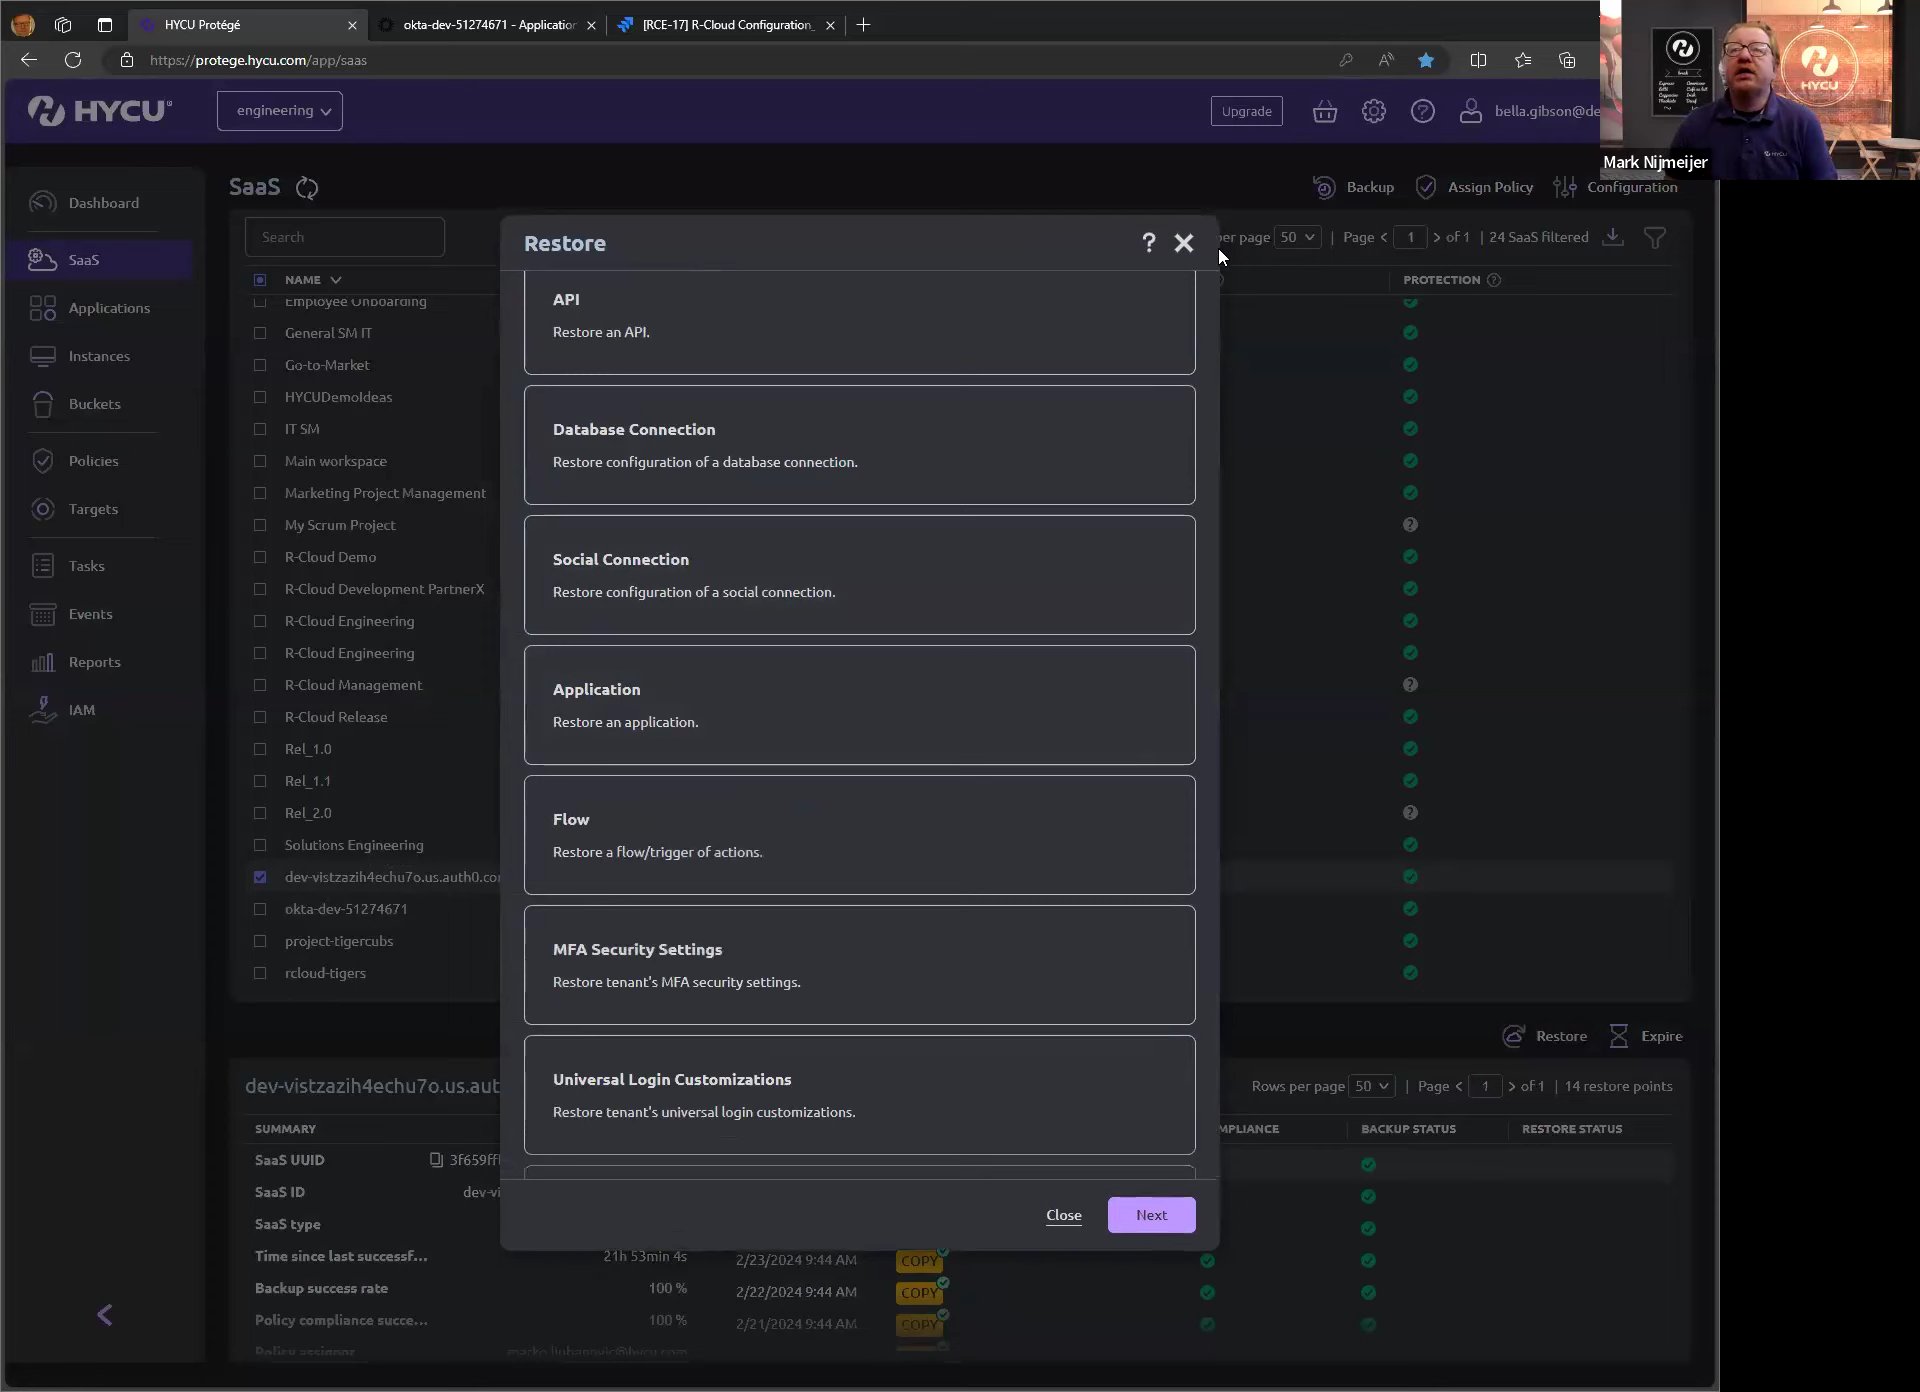 HYCU Protégé
okta-dev-51274671 - Application
[RCE-17] R-Cloud Configuration_
https://protege.hycu.com/app/saas
HYCU
engineering
Upgrade
bella.gibson@de
Mark Nijmeijer
HYCU
Dashboard
SaaS
Applications
Instances
Buckets
Policies
Targets
Tasks
Events
Reports
IAM
SaaS
Backup
Assign Policy
Configuration
Search
per page 50 | Page < 1 > of 1 | 24 SaaS filtered
NAME
PROTECTION
Employee Onboarding
General SM IT
Go-to-Market
HYCUDemoIdeas
IT SM
Main workspace
Marketing Project Management
My Scrum Project
R-Cloud Demo
R-Cloud Development PartnerX
R-Cloud Engineering
R-Cloud Engineering
R-Cloud Management
R-Cloud Release
Rel_1.0
Rel_1.1
Rel_2.0
Solutions Engineering
dev-vistzazih4echu7o.us.auth0.co
okta-dev-51274671
project-tigercubs
rcloud-tigers
Restore
?
API
Restore an API.
Database Connection
Restore configuration of a database connection.
Social Connection
Restore configuration of a social connection.
Application
Restore an application.
Flow
Restore a flow/trigger of actions.
MFA Security Settings
Restore tenant's MFA security settings.
Universal Login Customizations
Restore tenant's universal login customizations.
Close
Next
Restore
Expire
dev-vistzazih4echu7o.us.aut
Rows per page 50 | Page < 1 > of 1 | 14 restore points
SUMMARY
MPLIANCE
BACKUP STATUS
RESTORE STATUS
SaaS UUID 3f659ff
SaaS ID dev-vi
SaaS type
Time since last successf... 21h 53min 4s
2/23/2024 9:44 AM COPY
Backup success rate 100 %
2/22/2024 9:44 AM COPY
Policy compliance succe... 100 %
2/21/2024 9:44 AM COPY
Policy assignor